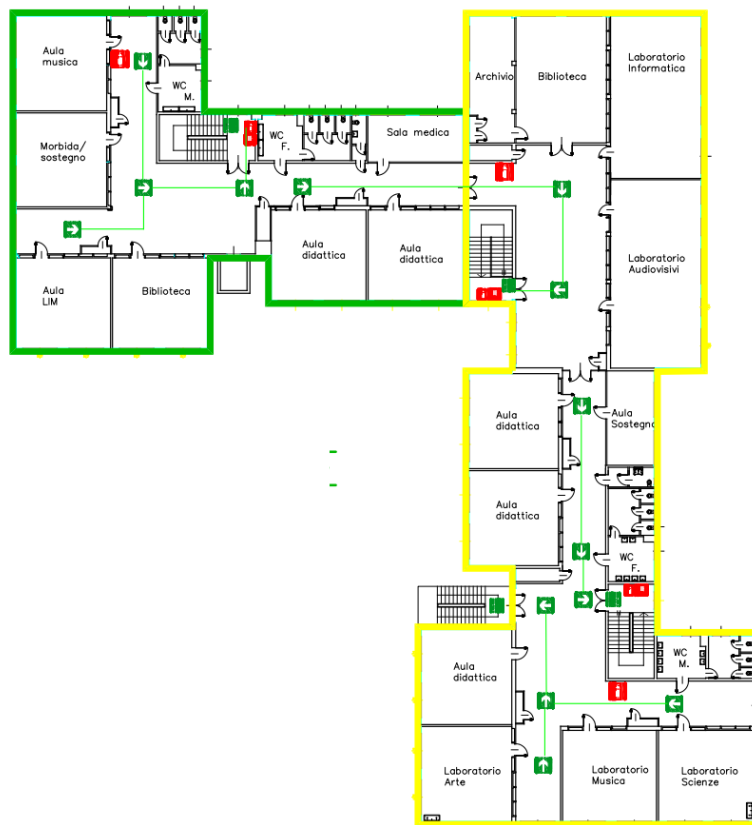 Aula
musica
WC
M.
Morbida/
sostegno
WC
F.
Sala medica
Archivio
Biblioteca
Laboratorio
Informatica
Aula
didattica
Aula
didattica
Laboratorio
Audiovisivi
Aula
LIM
Biblioteca
Aula
didattica
Aula
Sostegno
Aula
didattica
WC
F.
Aula
didattica
WC
M.
Laboratorio
Arte
Laboratorio
Musica
Laboratorio
Scienze